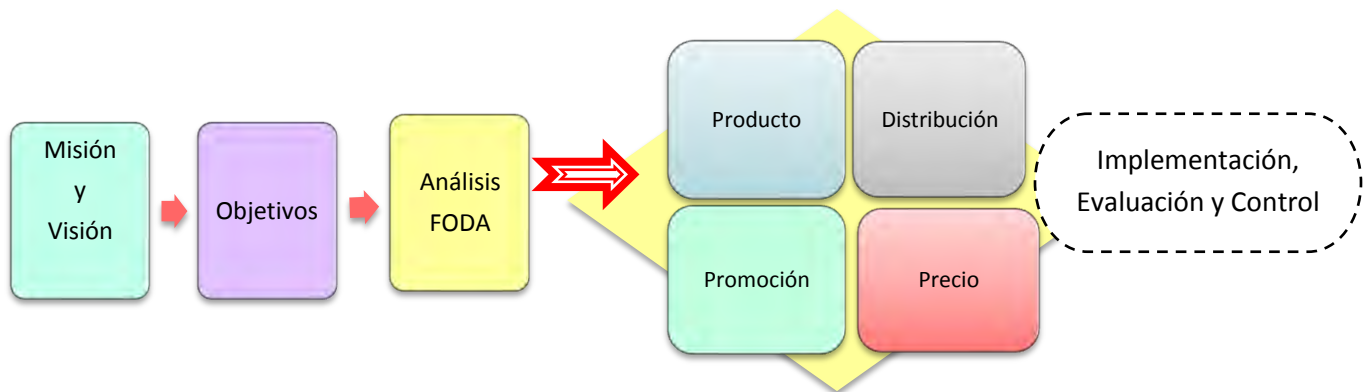 Misión
y
Visión
Objetivos
Análisis
FODA
Producto
Distribución
Promoción
Precio
Implementación,
Evaluación y Control